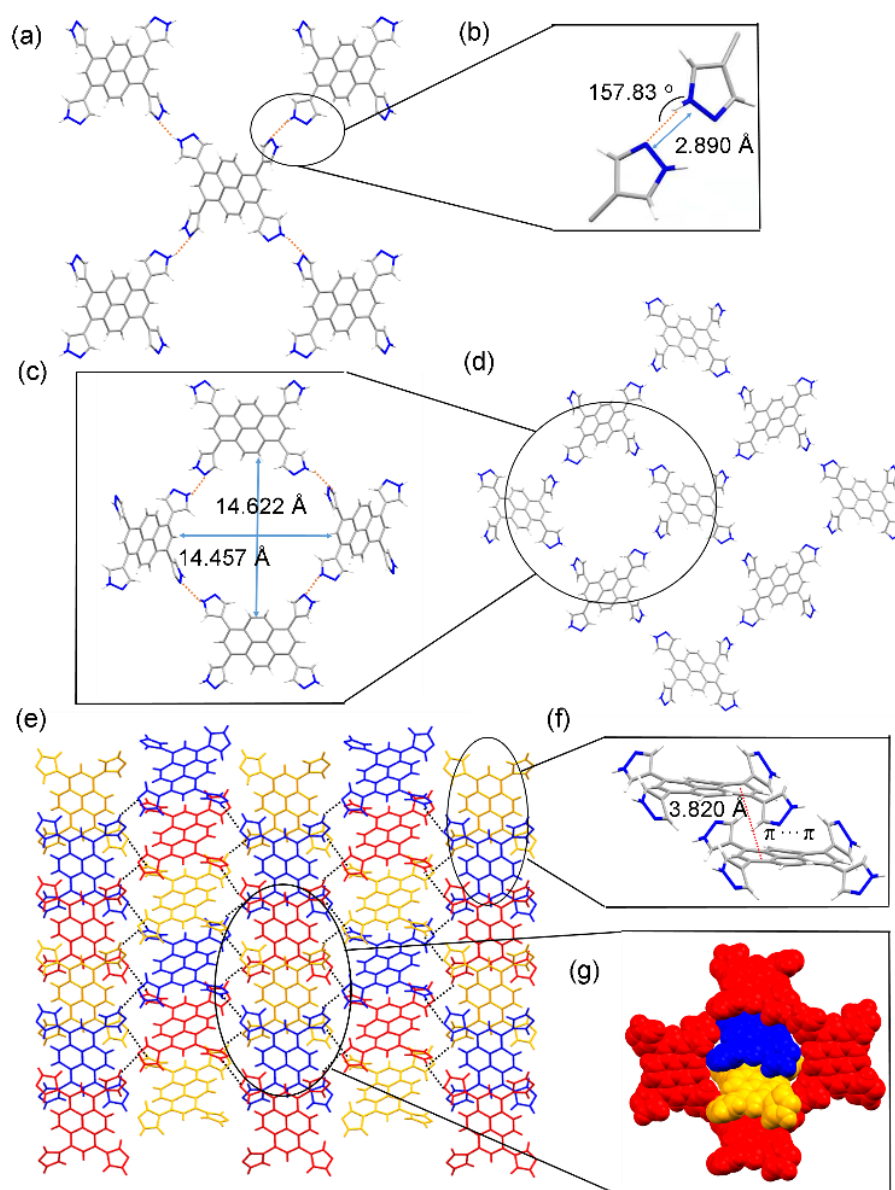 (a)
(b)
157.83 °
2.890 Å
(c)
(d)
14.622 Å
14.457 Å
(e)
(f)
3.820 Å
π ···· π
(g)